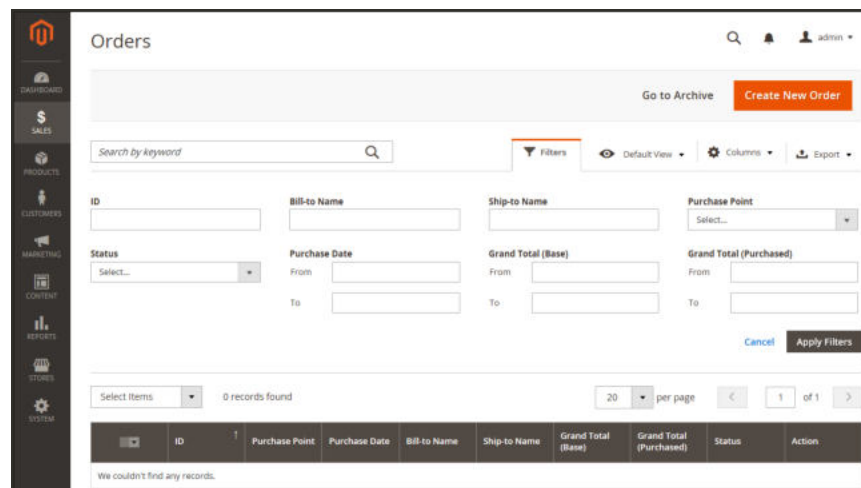 Orders
admin
DASHBOARD
Go to Archive
Create New Order
$
SALES
Search by keyword
Filters
Default View
Columns
Export
PRODUCTS
ID
Bill-to Name
Ship-to Name
Purchase Point
CUSTOMERS
Select...
MARKETING
Status
Purchase Date
Grand Total (Base)
Grand Total (Purchased)
Select...
From
From
From
CONTENT
To
To
To
REPORTS
Cancel
Apply Filters
STORES
Select Items
0 records found
20
per page
1
of 1
SYSTEM
ID
Purchase Point
Purchase Date
Bill-to Name
Ship-to Name
Grand Total (Base)
Grand Total (Purchased)
Status
Action
We couldn't find any records.